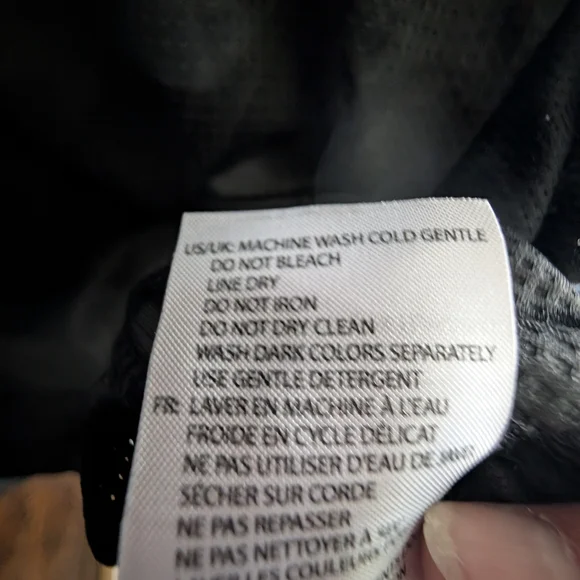 US/UK: MACHINE WASH COLD GENTLE
DO NOT BLEACH
LINE DRY
DO NOT IRON
DO NOT DRY CLEAN
WASH DARK COLORS SEPARATELY
USE GENTLE DETERGENT
FR: LAVER EN MACHINE À L'EAU
FROIDE EN CYCLE DÉLICAT
NE PAS UTILISER D'EAU DE
SÉCHER SUR CORDE
NE PAS REPASSER
NE PAS NETTOYER À
COULEURS